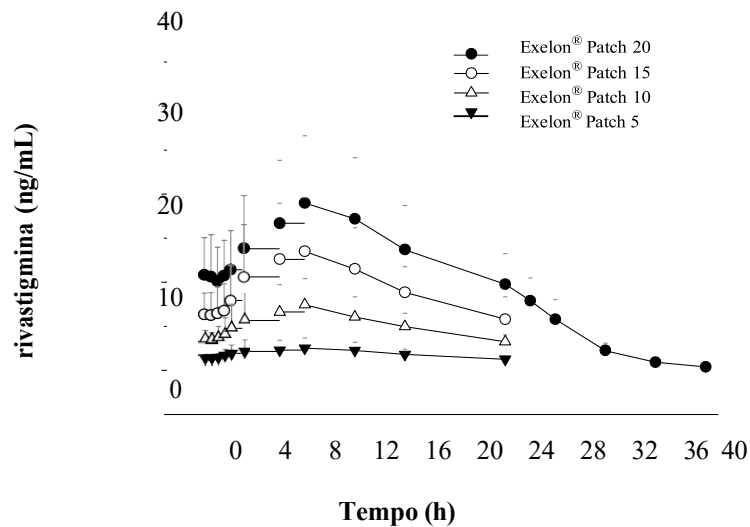 40
Exelon® Patch 20
Exelon® Patch 15
Exelon® Patch 10
Exelon® Patch 5
30
20
10
0
rivastigmina (ng/mL)
0 4 8 12 16 20 24 28 32 36 40
Tempo (h)